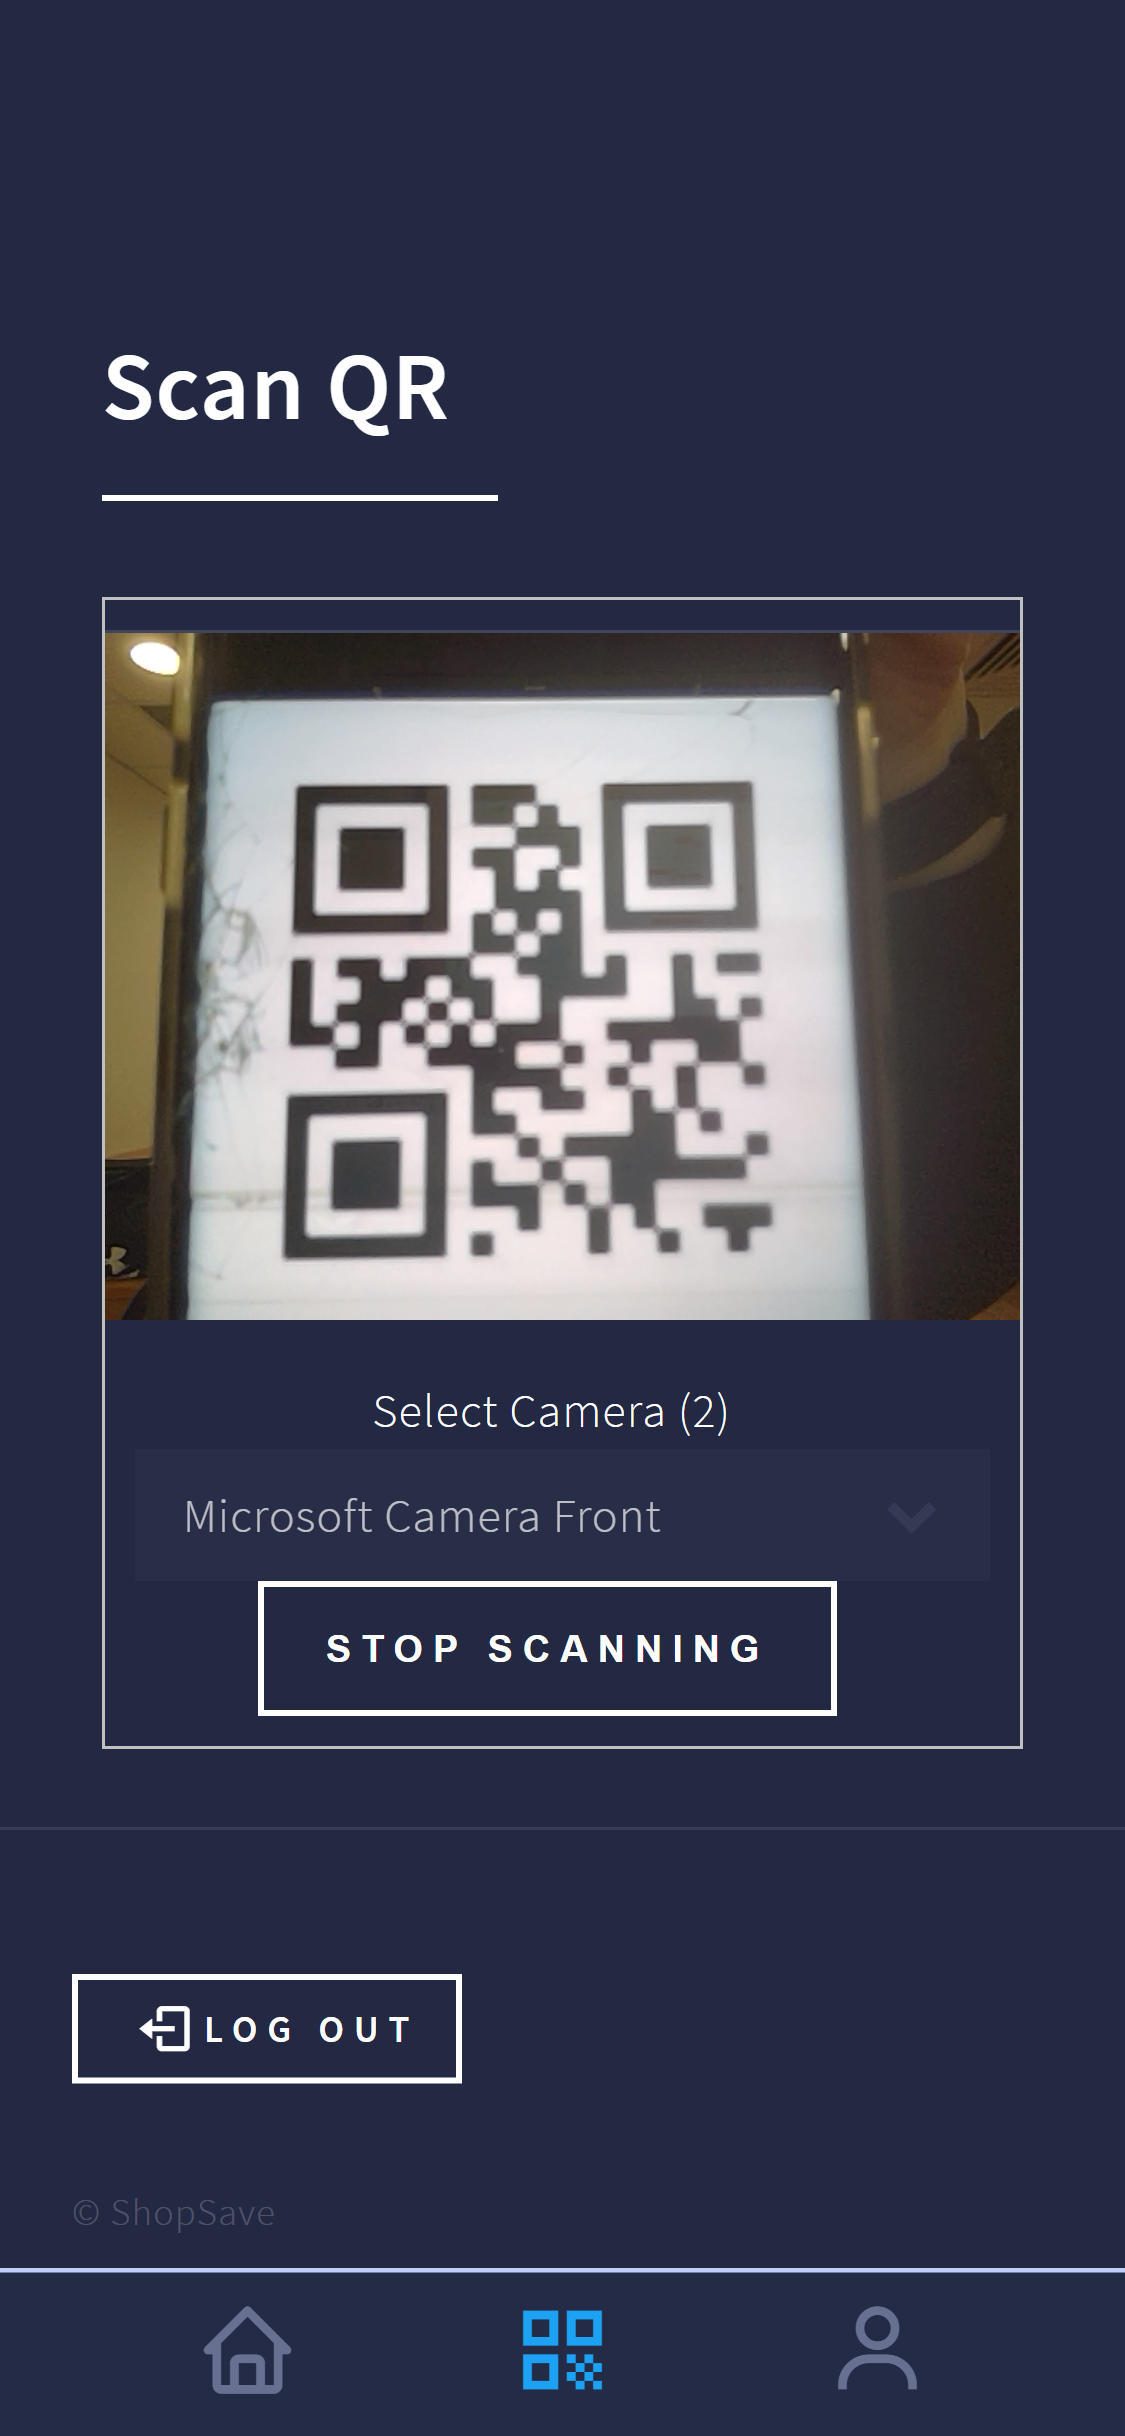 Scan QR
Select Camera (2)
Microsoft Camera Front
STOP SCANNING
LOG OUT
© ShopSave